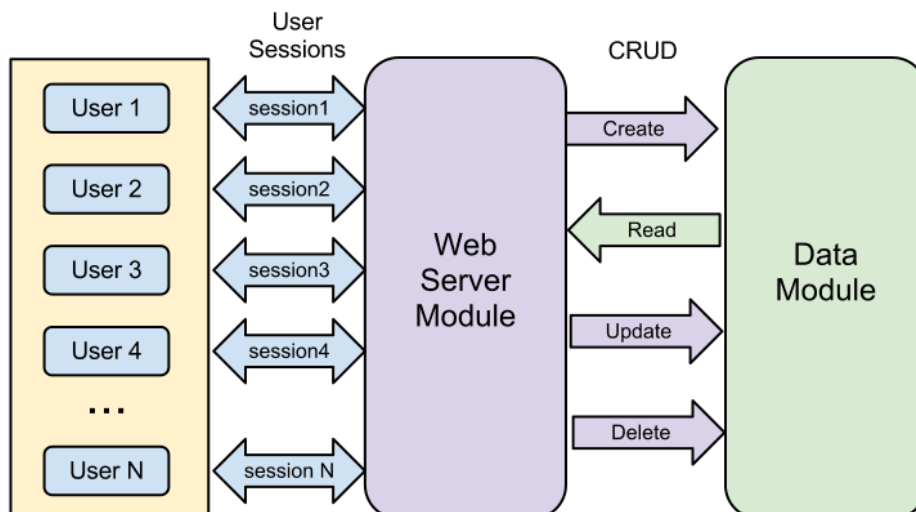 User
Sessions
CRUD
User 1
session1
Create
User 2
session2
Read
User 3
session3
Web
Server
Module
Data
Module
User 4
session4
Update
...
Delete
User N
session N